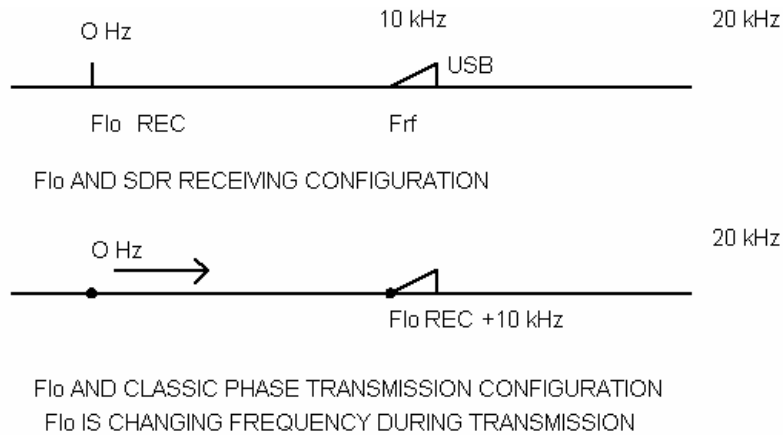 10 kHz 20 kHz
O Hz
USB
Flo REC Frf
Flo AND SDR RECEIVING CONFIGURATION
20 kHz
O Hz
Flo REC +10 kHz
Flo AND CLASSIC PHASE TRANSMISSION CONFIGURATION
Flo IS CHANGING FREQUENCY DURING TRANSMISSION